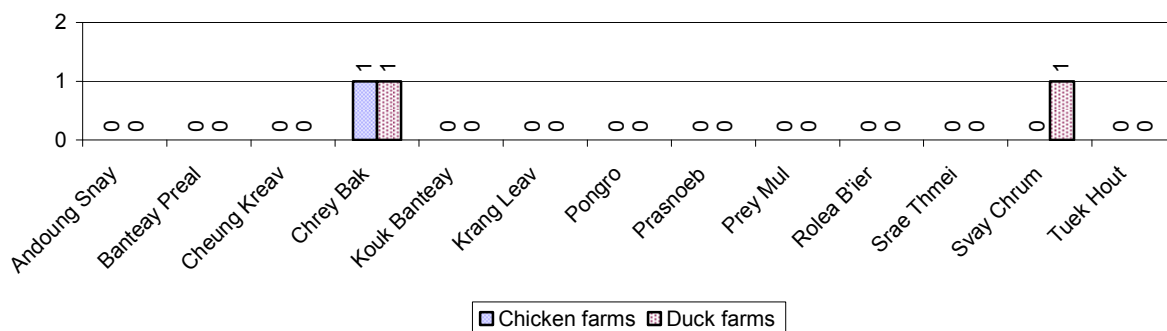 2
1
0
1 1
1
0 0 0 0 0 0 0 0 0 0 0 0 0 0 0 0 0 0 0 0 0 0 0
Andoung Snay
Banteay Preal
Cheung Kreav
Chrey Bak
Kouk Banteay
Krang Leav
Pongro
Prasnoeb
Prey Mul
Rolea B'ier
Srae Thmei
Svay Chrum
Tuek Hout
Chicken farms Duck farms